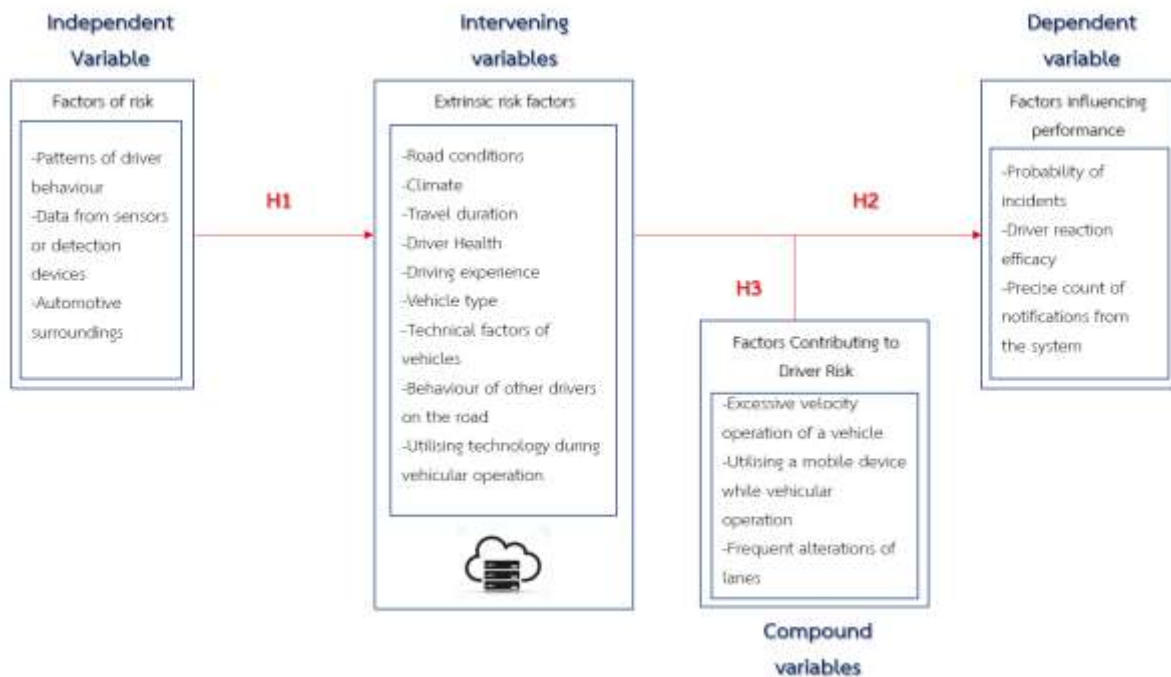 Independent
Variable
Factors of risk
-Patterns of driver
behaviour
-Data from sensors
or detection
devices
-Automotive
surroundings
H1
Intervening
variables
Extrinsic risk factors
-Road conditions
-Climate
-Travel duration
-Driver Health
-Driving experience
-Vehicle type
-Technical factors of
vehicles
-Behaviour of other drivers
on the road
-Utilising technology during
vehicular operation
H2
H3
Factors Contributing to
Driver Risk
-Excessive velocity
operation of a vehicle
-Utilising a mobile device
while vehicular
operation
-Frequent alterations of
lanes
Compound
variables
Dependent
variable
Factors influencing
performance
-Probability of
incidents
-Driver reaction
efficacy
-Precise count of
notifications from
the system